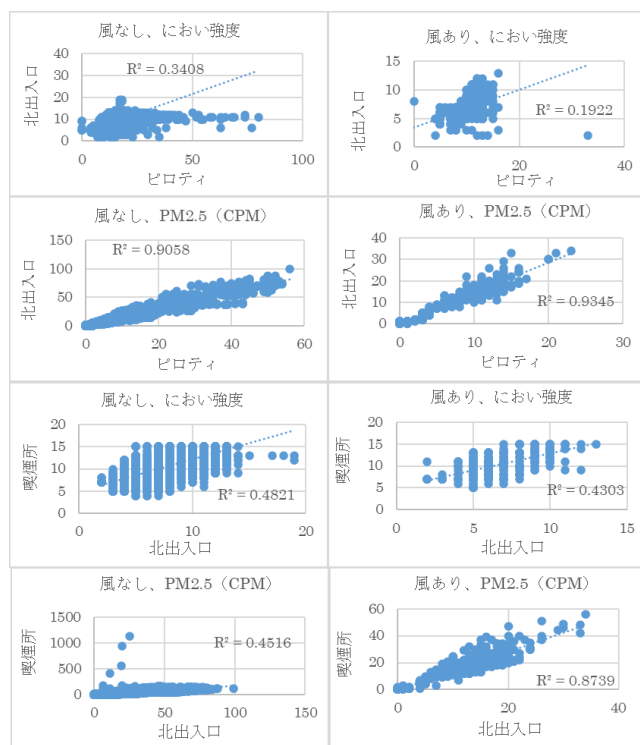 風なし、におい強度
40
30
20
10
0
R² = 0.3408
0
50
100
北出入口
ピロティ
風あり、におい強度
15
10
5
0
R² = 0.1922
0
20
40
北出入口
ピロティ
風なし、PM2.5（CPM）
150
100
50
0
R² = 0.9058
0
20
40
60
北出入口
ピロティ
風あり、PM2.5（CPM）
40
30
20
10
0
R² = 0.9345
0
10
20
30
北出入口
ピロティ
風なし、におい強度
20
15
10
5
0
R² = 0.4821
0
10
20
喫煙所
北出入口
風あり、におい強度
20
15
10
5
0
R² = 0.4303
0
5
10
15
喫煙所
北出入口
風なし、PM2.5（CPM）
1500
1000
500
0
R² = 0.4516
0
50
100
150
喫煙所
北出入口
風あり、PM2.5（CPM）
60
40
20
0
R² = 0.8739
0
20
40
喫煙所
北出入口